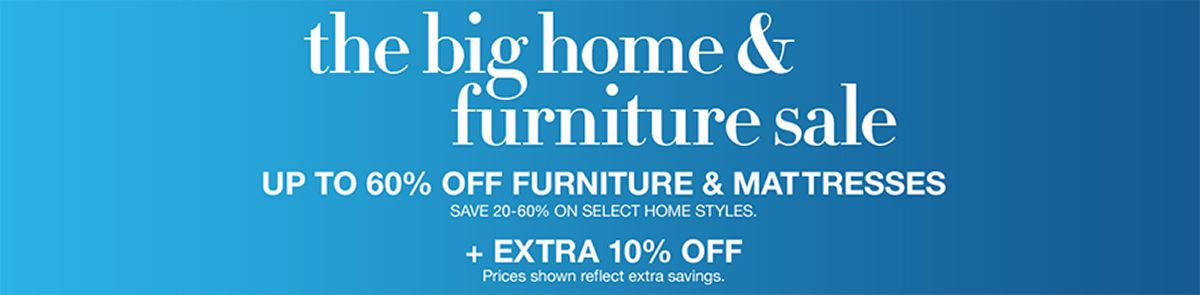 the big home &
furniture sale
UP TO 60% OFF FURNITURE & MATTRESSES
SAVE 20-60% ON SELECT HOME STYLES.
+ EXTRA 10% OFF
Prices shown reflect extra savings.